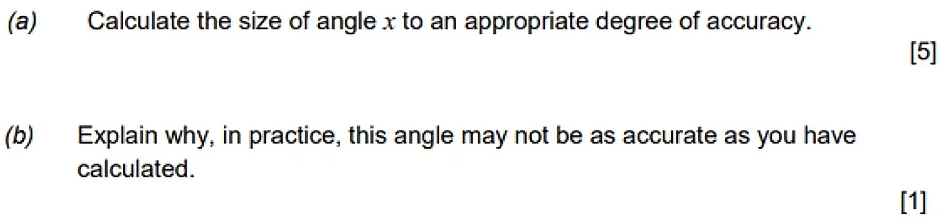 (a) Calculate the size of angle x to an appropriate degree of accuracy.
[5]
(b) Explain why, in practice, this angle may not be as accurate as you have
calculated.
[1]